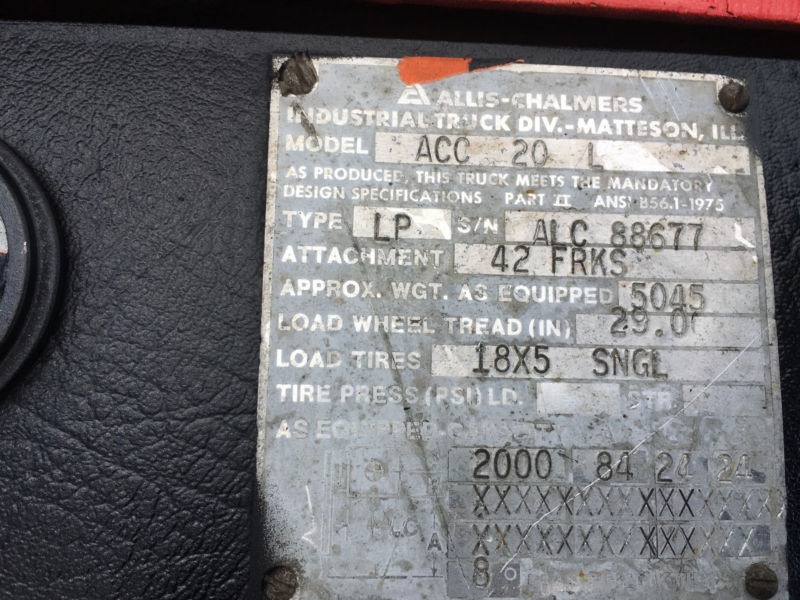 ALLIS-CHALMERS
INDUSTRIAL TRUCK DIV.-MATTESON, ILL.
MODEL ACC 20 L
AS PRODUCED, THIS TRUCK MEETS THE MANDATORY
DESIGN SPECIFICATIONS PART II ANSI B56.1-1975
TYPE LP S/N ALC 88677
ATTACHMENT 42 FRKS
APPROX. WGT. AS EQUIPPED 5045
LOAD WHEEL TREAD (IN) 29.00
LOAD TIRES 18X5 SNGL
TIRE PRESS (PSI) LD. STR
AS EQUIPPED
2000 84 24 24
XXXXXXXXXXXXXXX
A XXXXXXXXXXXXXX
8°